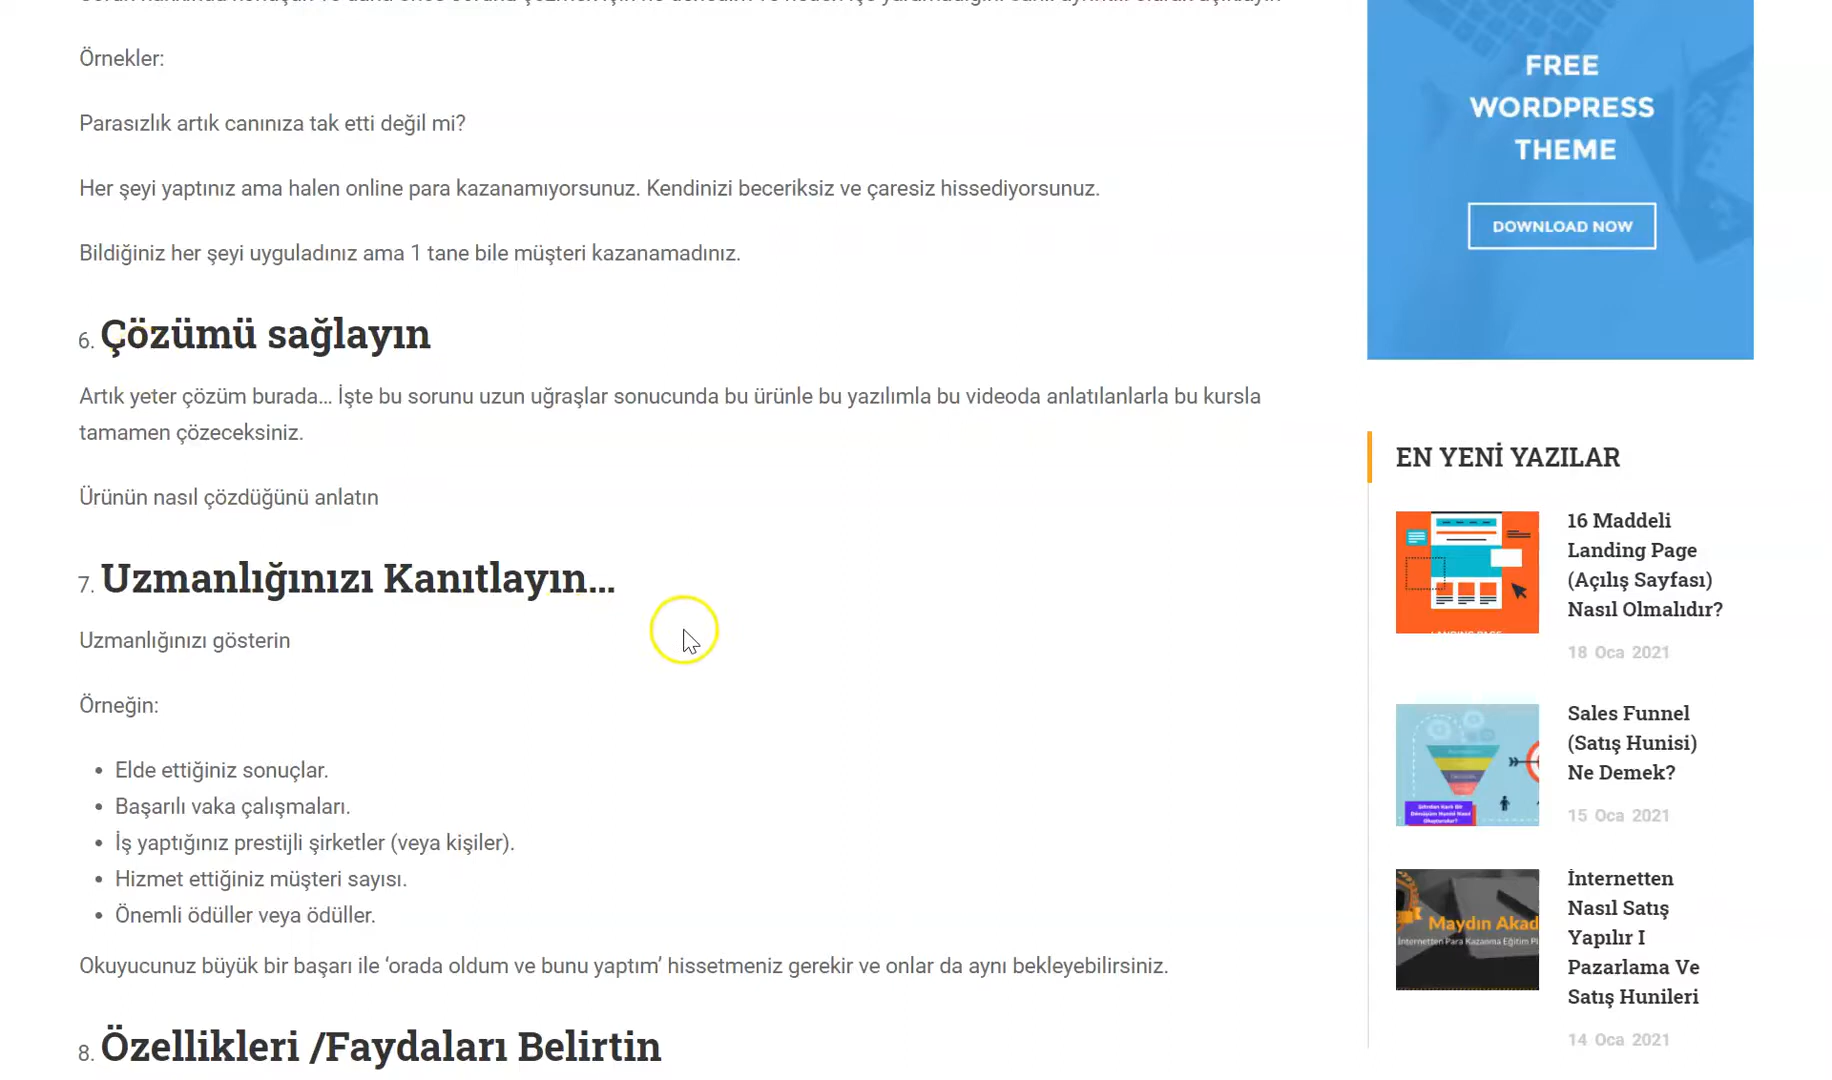 Örnekler:
Parasızlık artık canınıza tak etti değil mi?
Her şeyi yaptınız ama halen online para kazanamıyorsunuz. Kendinizi beceriksiz ve çaresiz hissediyorsunuz.
Bildiğiniz her şeyi uyguladınız ama 1 tane bile müşteri kazanamadınız.
6. Çözümü sağlayın
Artık yeter çözüm burada... İşte bu sorunu uzun uğraşlar sonucunda bu ürünle bu yazılımla bu videoda anlatılanlarla bu kursla
tamamen çözeceksiniz.
Ürünün nasıl çözdüğünü anlatın
7. Uzmanlığınızı Kanıtlayın...
Uzmanlığınızı gösterin
Örneğin:
• Elde ettiğiniz sonuçlar.
• Başarılı vaka çalışmaları.
• İş yaptığınız prestijli şirketler (veya kişiler).
• Hizmet ettiğiniz müşteri sayısı.
• Önemli ödüller veya ödüller.
Okuyucunuz büyük bir başarı ile ‘orada oldum ve bunu yaptım’ hissetmeniz gerekir ve onlar da aynı bekleyebilirsiniz.
8. Özellikleri /Faydaları Belirtin
FREE
WORDPRESS
THEME
DOWNLOAD NOW
EN YENİ YAZILAR
16 Maddeli
Landing Page
(Açılış Sayfası)
Nasıl Olmalıdır?
18 Oca 2021
Sales Funnel
(Satış Hunisi)
Ne Demek?
15 Oca 2021
Maydın Akad
İnternetten Para Kazanma Eğitim Pl
İnternetten
Nasıl Satış
Yapılır I
Pazarlama Ve
Satış Hunileri
14 Oca 2021